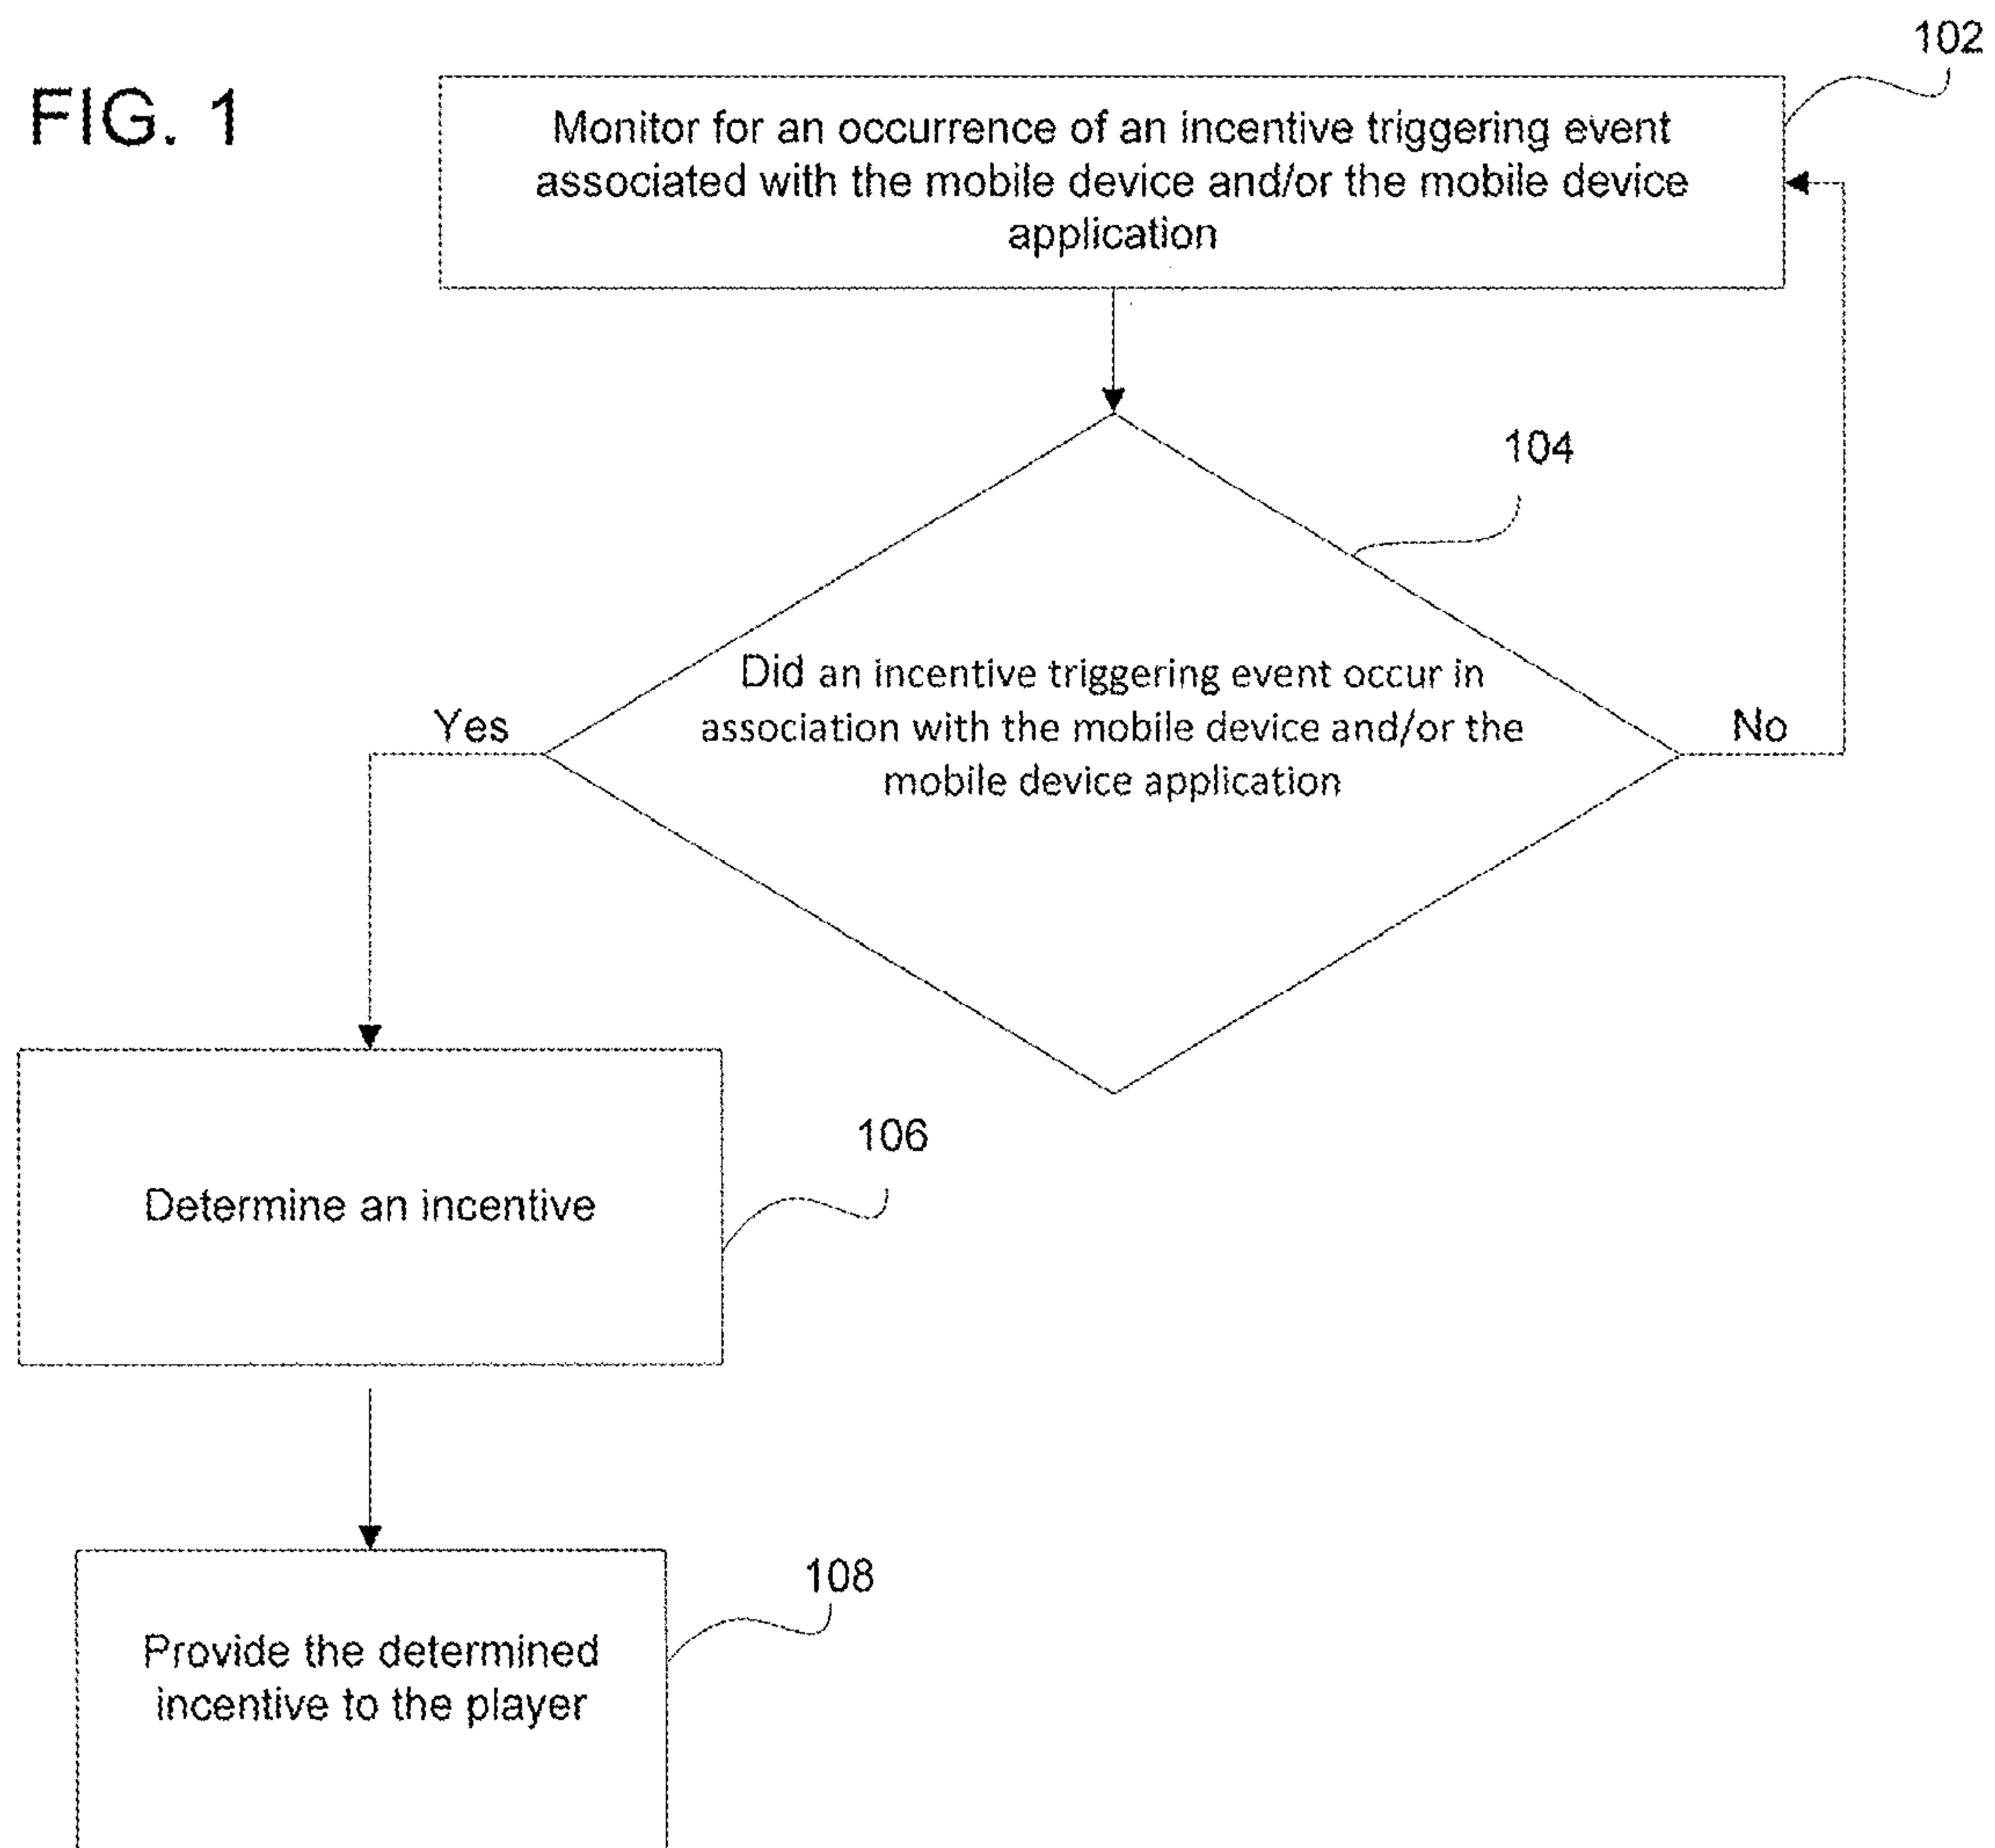 FIG. 1
102
Monitor for an occurrence of an incentive triggering event
associated with the mobile device and/or the mobile device
application
104
Did an incentive triggering event occur in
association with the mobile device and/or the
mobile device application
Yes
No
106
Determine an incentive
108
Provide the determined
incentive to the player